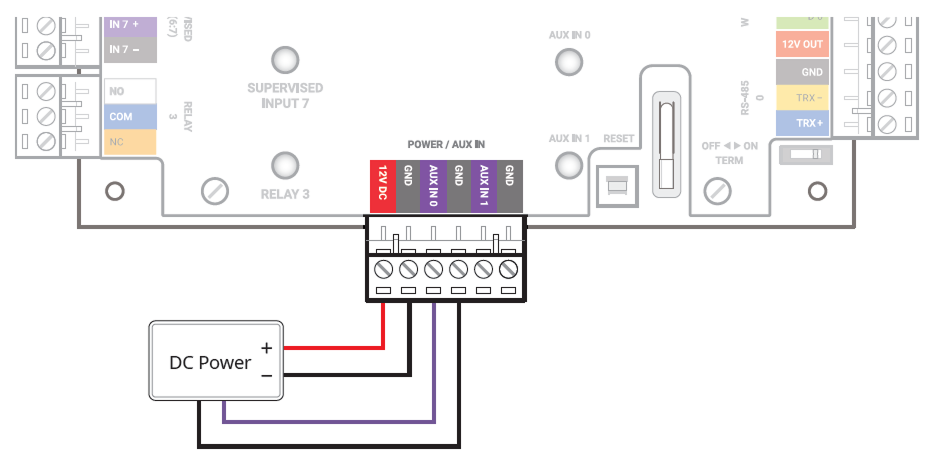 IN 7 +
IN 7 –
(6:7)
NO
COM
NC
RELAY
3
SUPERVISED
INPUT 7
RELAY 3
POWER / AUX IN
12V DC
GND
AUX IN 0
GND
AUX IN 1
GND
AUX IN 0
AUX IN 1
RESET
OFF ◄ ► ON
TERM
RS-485
0
W
12V OUT
GND
TRX –
TRX +
DC Power
+
–